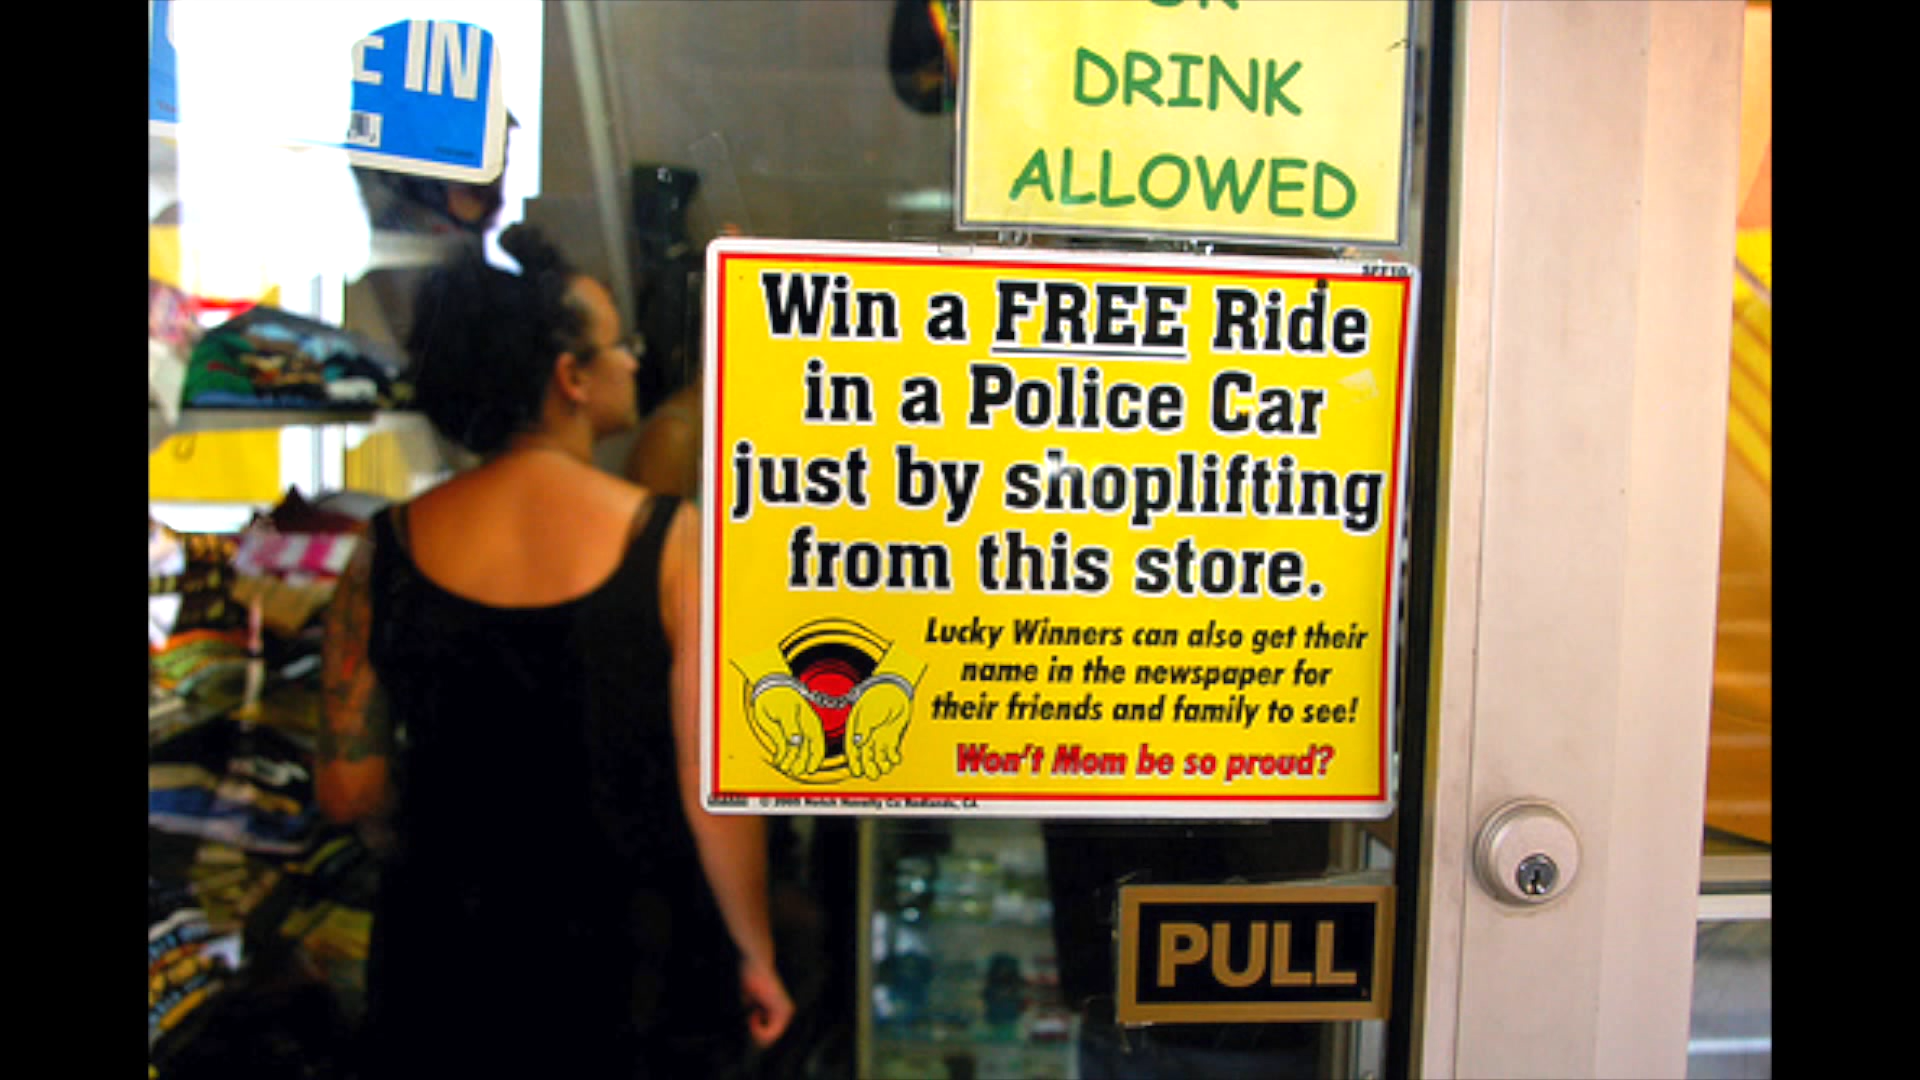 IN
DRINK
ALLOWED
Win a FREE Ride
in a Police Car
just by shoplifting
from this store.
Lucky Winners can also get their
name in the newspaper for
their friends and family to see!
Won't Mom be so proud?
PULL